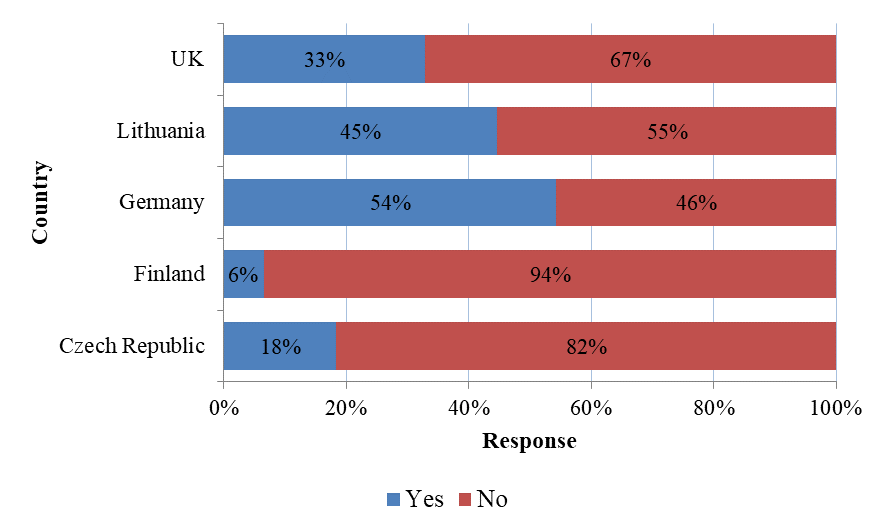 UK 33% 67%
Lithuania 45% 55%
Germany 54% 46%
Finland 6% 94%
Czech Republic 18% 82%
Country
0% 20% 40% 60% 80% 100%
Response
Yes No